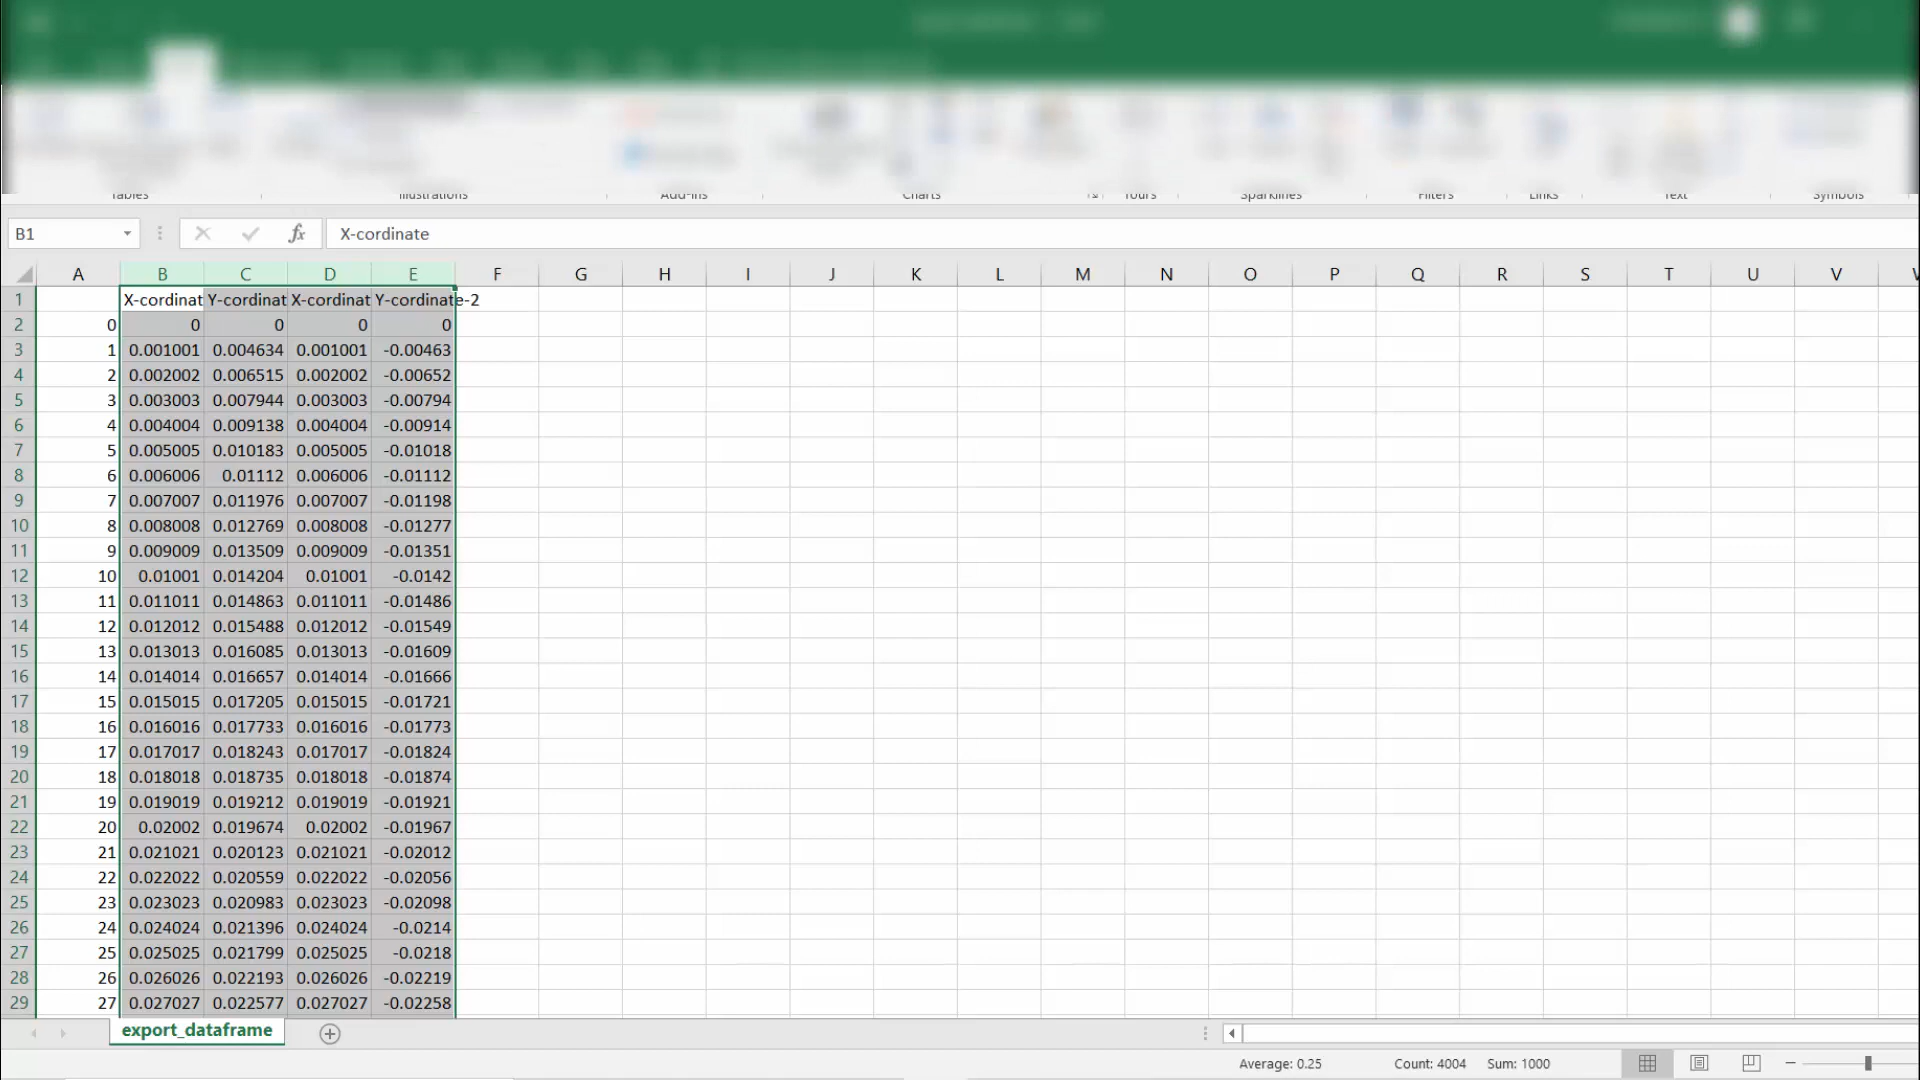 Tables Illustrations Add-ins Charts Tours Sparklines Filters Links Text Symbols
B1 fx X-cordinate
A B C D E F G H I J K L M N O P Q R S T U V
1 X-cordinat Y-cordinat X-cordinat Y-cordinate-2
2 0 0 0 0 0
3 1 0.001001 0.004634 0.001001 -0.00463
4 2 0.002002 0.006515 0.002002 -0.00652
5 3 0.003003 0.007944 0.003003 -0.00794
6 4 0.004004 0.009138 0.004004 -0.00914
7 5 0.005005 0.010183 0.005005 -0.01018
8 6 0.006006 0.01112 0.006006 -0.01112
9 7 0.007007 0.011976 0.007007 -0.01198
10 8 0.008008 0.012769 0.008008 -0.01277
11 9 0.009009 0.013509 0.009009 -0.01351
12 10 0.01001 0.014204 0.01001 -0.0142
13 11 0.011011 0.014863 0.011011 -0.01486
14 12 0.012012 0.015488 0.012012 -0.01549
15 13 0.013013 0.016085 0.013013 -0.01609
16 14 0.014014 0.016657 0.014014 -0.01666
17 15 0.015015 0.017205 0.015015 -0.01721
18 16 0.016016 0.017733 0.016016 -0.01773
19 17 0.017017 0.018243 0.017017 -0.01824
20 18 0.018018 0.018735 0.018018 -0.01874
21 19 0.019019 0.019212 0.019019 -0.01921
22 20 0.02002 0.019674 0.02002 -0.01967
23 21 0.021021 0.020123 0.021021 -0.02012
24 22 0.022022 0.020559 0.022022 -0.02056
25 23 0.023023 0.020983 0.023023 -0.02098
26 24 0.024024 0.021396 0.024024 -0.0214
27 25 0.025025 0.021799 0.025025 -0.0218
28 26 0.026026 0.022193 0.026026 -0.02219
29 27 0.027027 0.022577 0.027027 -0.02258
export_dataframe
Average: 0.25 Count: 4004 Sum: 1000